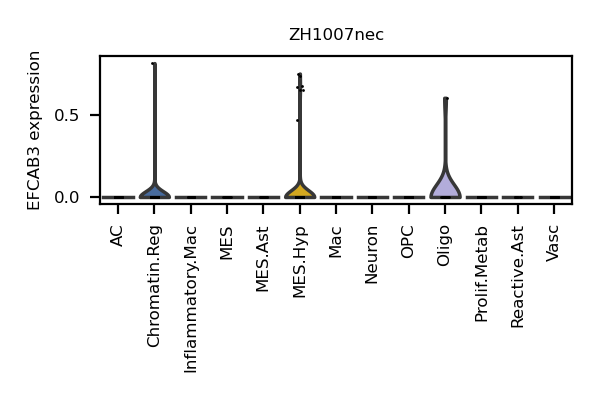 ZH1007nec
EFCAB3 expression
0.5
0.0
AC
Chromatin.Reg
Inflammatory.Mac
MES
MES.Ast
MES.Hyp
Mac
Neuron
OPC
Oligo
Prolif.Metab
Reactive.Ast
Vasc